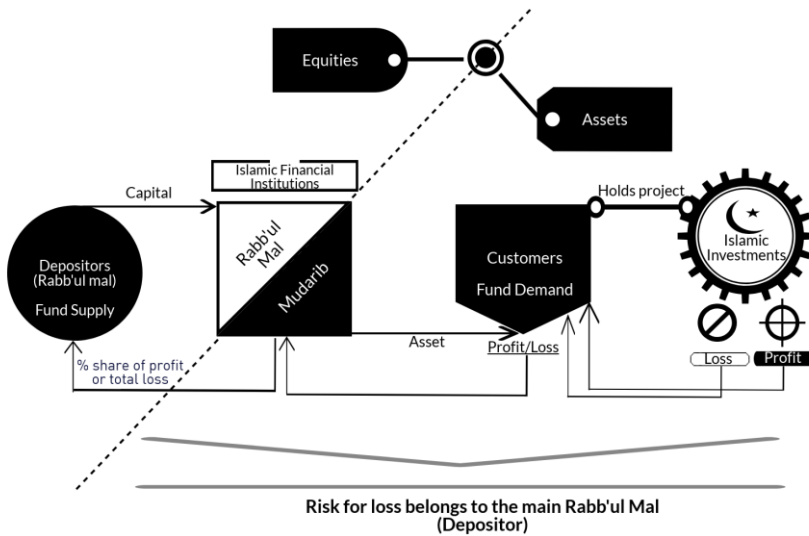 Equities
Assets
Islamic Financial
Institutions
Capital
Holds project
Depositors
(Rabb'ul mal)
Fund Supply
Rabb'ul
Mal
Mudarib
Customers
Fund Demand
Islamic
Investments
Asset
Profit/Loss
Loss
Profit
% share of profit
or total loss
Risk for loss belongs to the main Rabb'ul Mal
(Depositor)